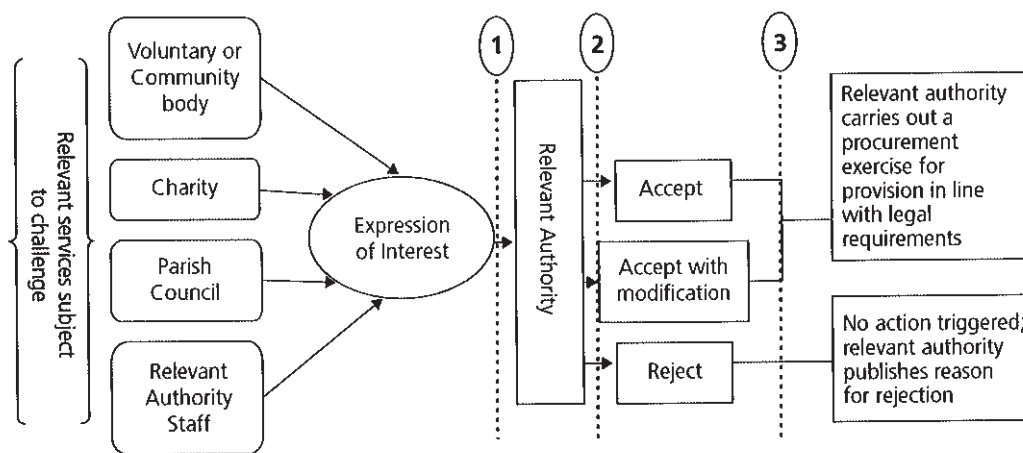 Relevant services subject
to challenge
Voluntary or
Community
body
Charity
Parish
Council
Relevant
Authority
Staff
Expression
of Interest
1
Relevant Authority
2
Accept
Accept with
modification
Reject
3
Relevant authority
carries out a
procurement
exercise for
provision in line
with legal
requirements
No action triggered;
relevant authority
publishes reason
for rejection